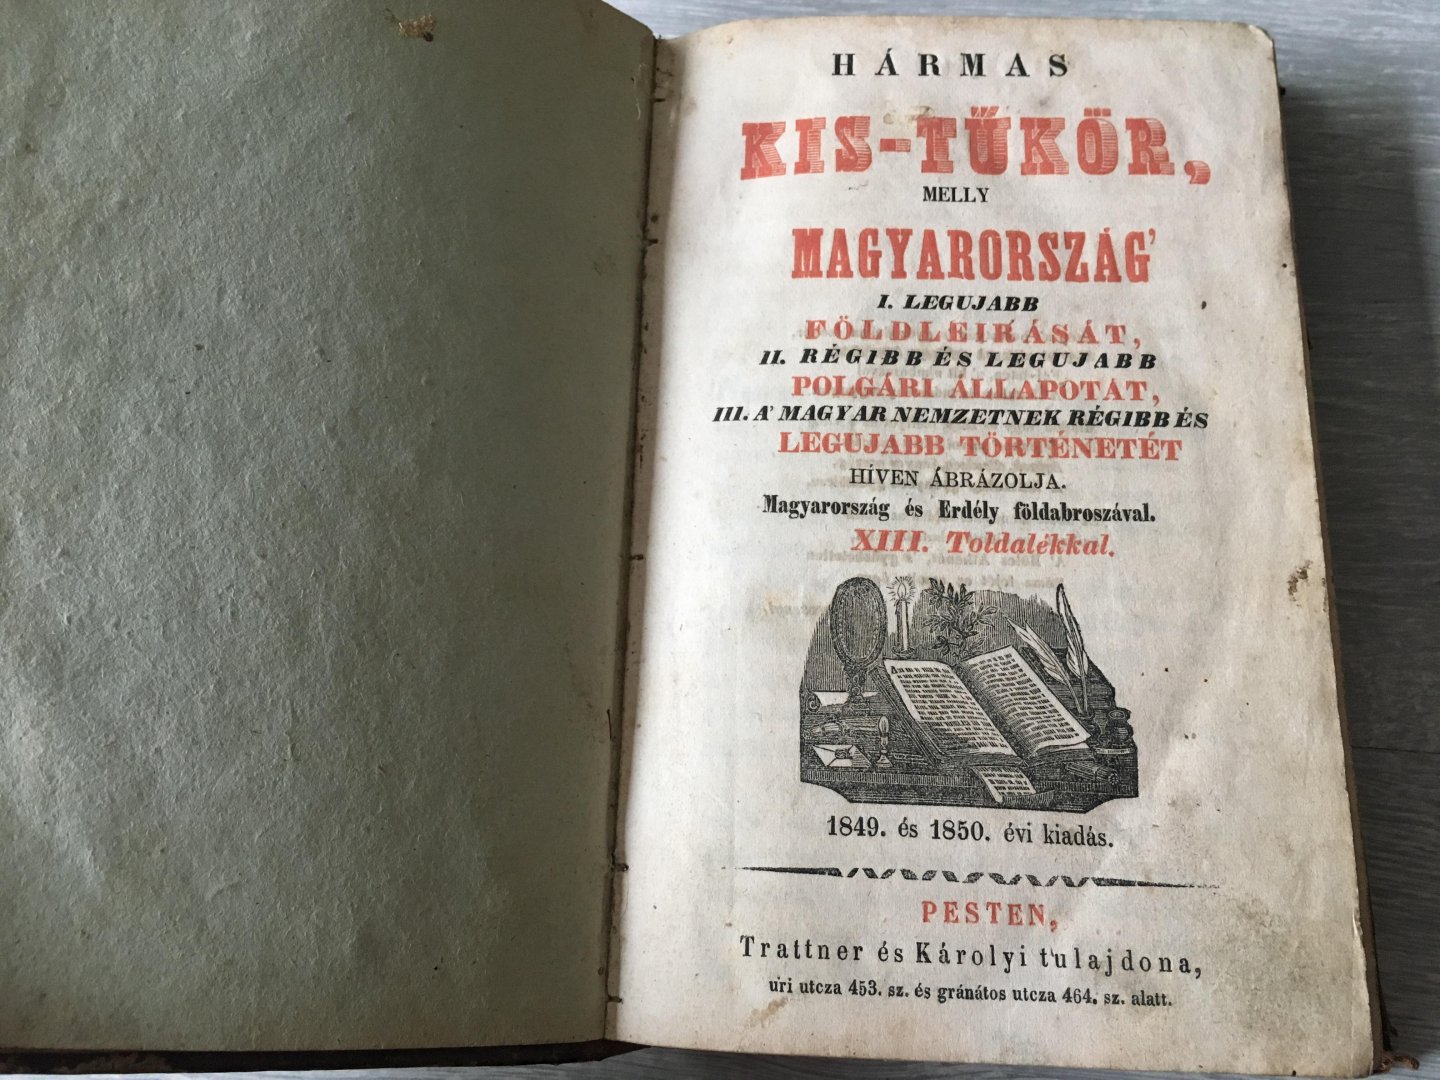 HÁRMAS
KIS-TŰKÖR,
MELLY
MAGYARORSZÁG'
I. LEGUJABB
FÖLDLEIRÁSÁT,
II. RÉGIBB ÉS LEGUJABB
POLGÁRI ÁLLAPOTÁT,
III. A' MAGYAR NEMZETNEK RÉGIBB ÉS
LEGUJABB TÖRTÉNETÉT
HÍVEN ÁBRÁZOLJA.
Magyarország és Erdély földabroszával.
XIII. Toldalékkal.
1849. és 1850. évi kiadás.
PESTEN,
Trattner és Károlyi tulajdona,
uri utcza 453. sz. és gránátos utcza 464. sz. alatt.